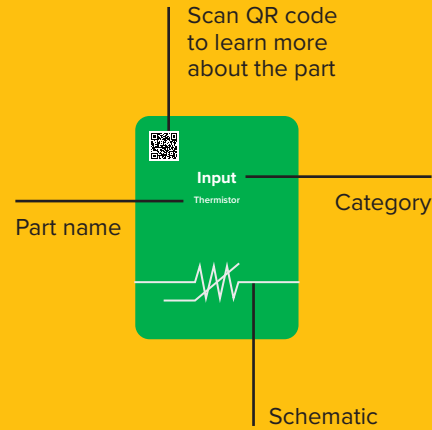 Scan QR code
to learn more
about the part
Input
Thermistor
Category
Part name
Schematic